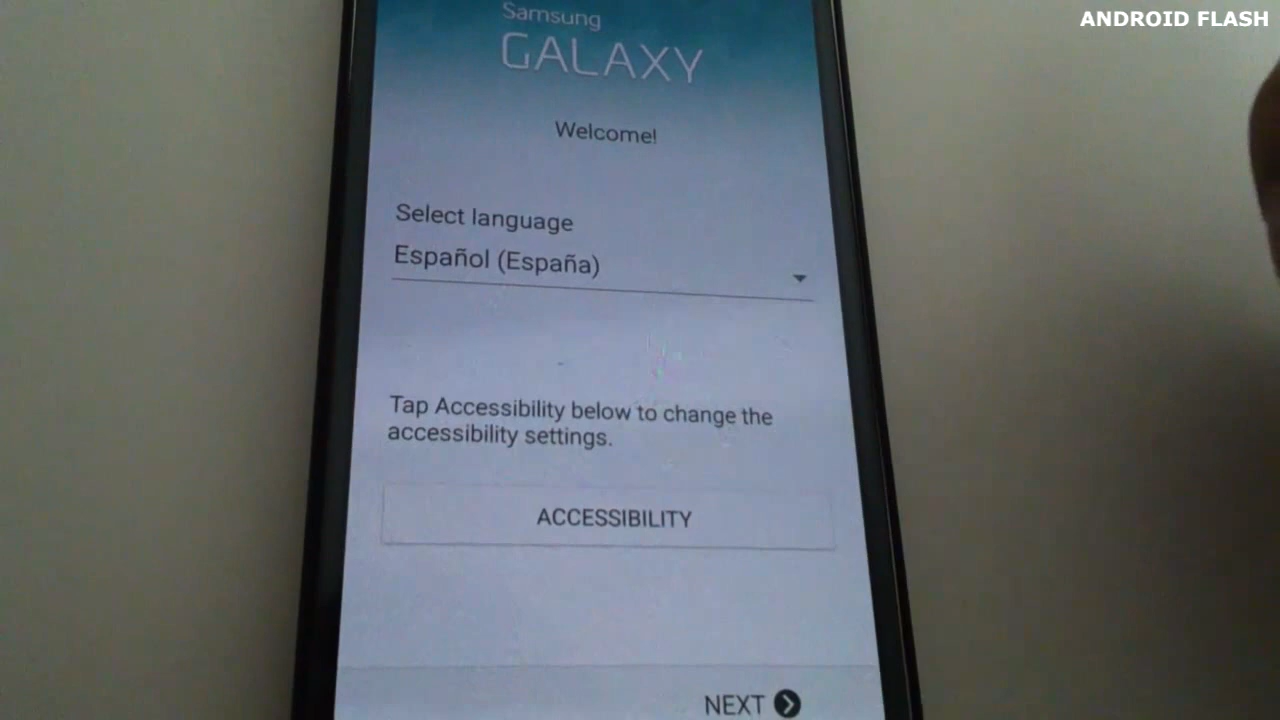 ANDROID FLASH
Samsung
GALAXY
Welcome!
Select language
Español (España)
Tap Accessibility below to change the
accessibility settings.
ACCESSIBILITY
NEXT